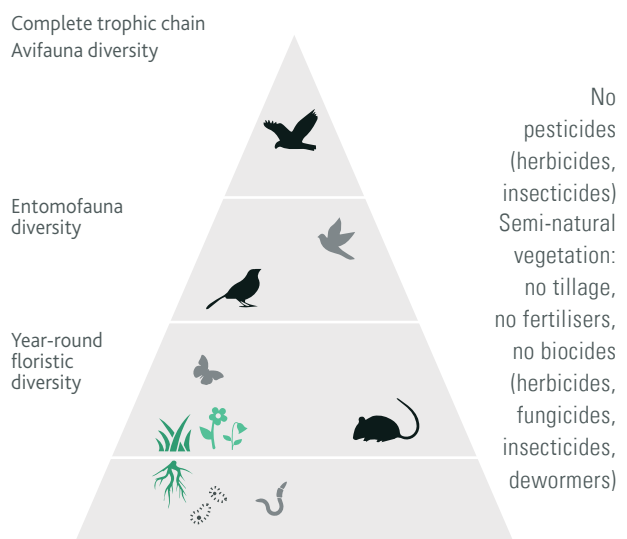 Complete trophic chain
Avifauna diversity
Entomofauna
diversity
Year-round
floristic
diversity
No
pesticides
(herbicides,
insecticides)
Semi-natural
vegetation:
no tillage,
no fertilisers,
no biocides
(herbicides,
fungicides,
insecticides,
dewormers)